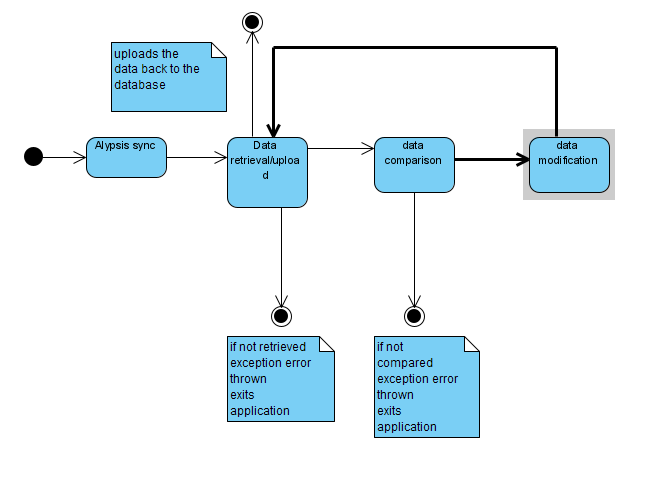 uploads the
data back to the
database
Alypsis sync
Data
retrieval/uploa
d
data
comparison
data
modification
if not retrieved
exception error
thrown
exits
application
if not
compared
exception error
thrown
exits
application